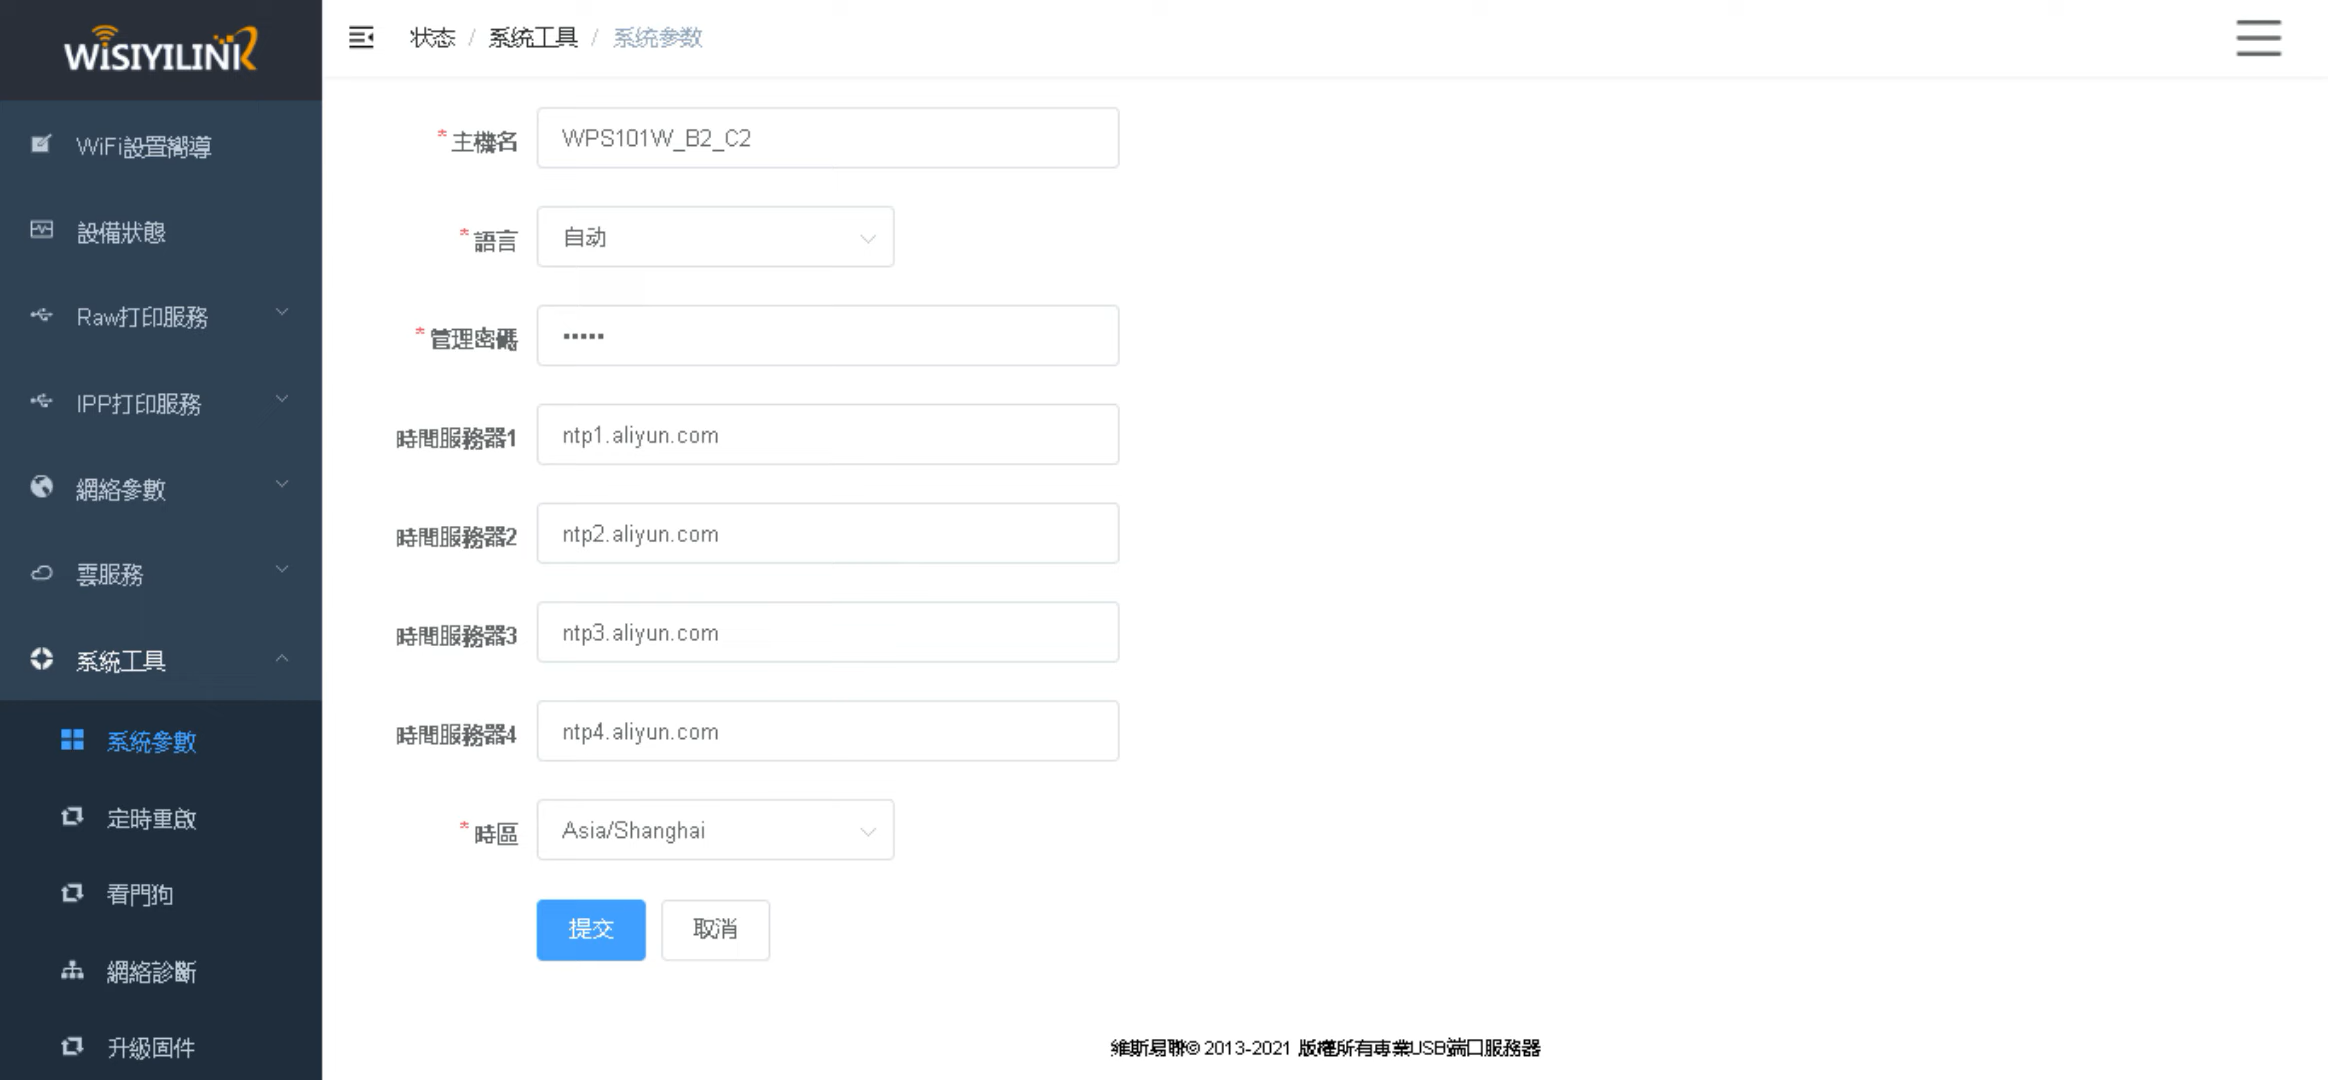 WiSIYILINK
状态 / 系统工具 / 系统参数
WiFi設置嚮導
設備狀態
Raw打印服務
IPP打印服務
網絡參數
雲服務
系統工具
系統參數
定時重啟
看門狗
網絡診斷
升級固件
*主機名 WPS101W_B2_C2
*語言 自动
*管理密碼 •••••
時間服務器1 ntp1.aliyun.com
時間服務器2 ntp2.aliyun.com
時間服務器3 ntp3.aliyun.com
時間服務器4 ntp4.aliyun.com
*時區 Asia/Shanghai
提交 取消
維斯易聯© 2013-2021 版權所有專業USB端口服務器